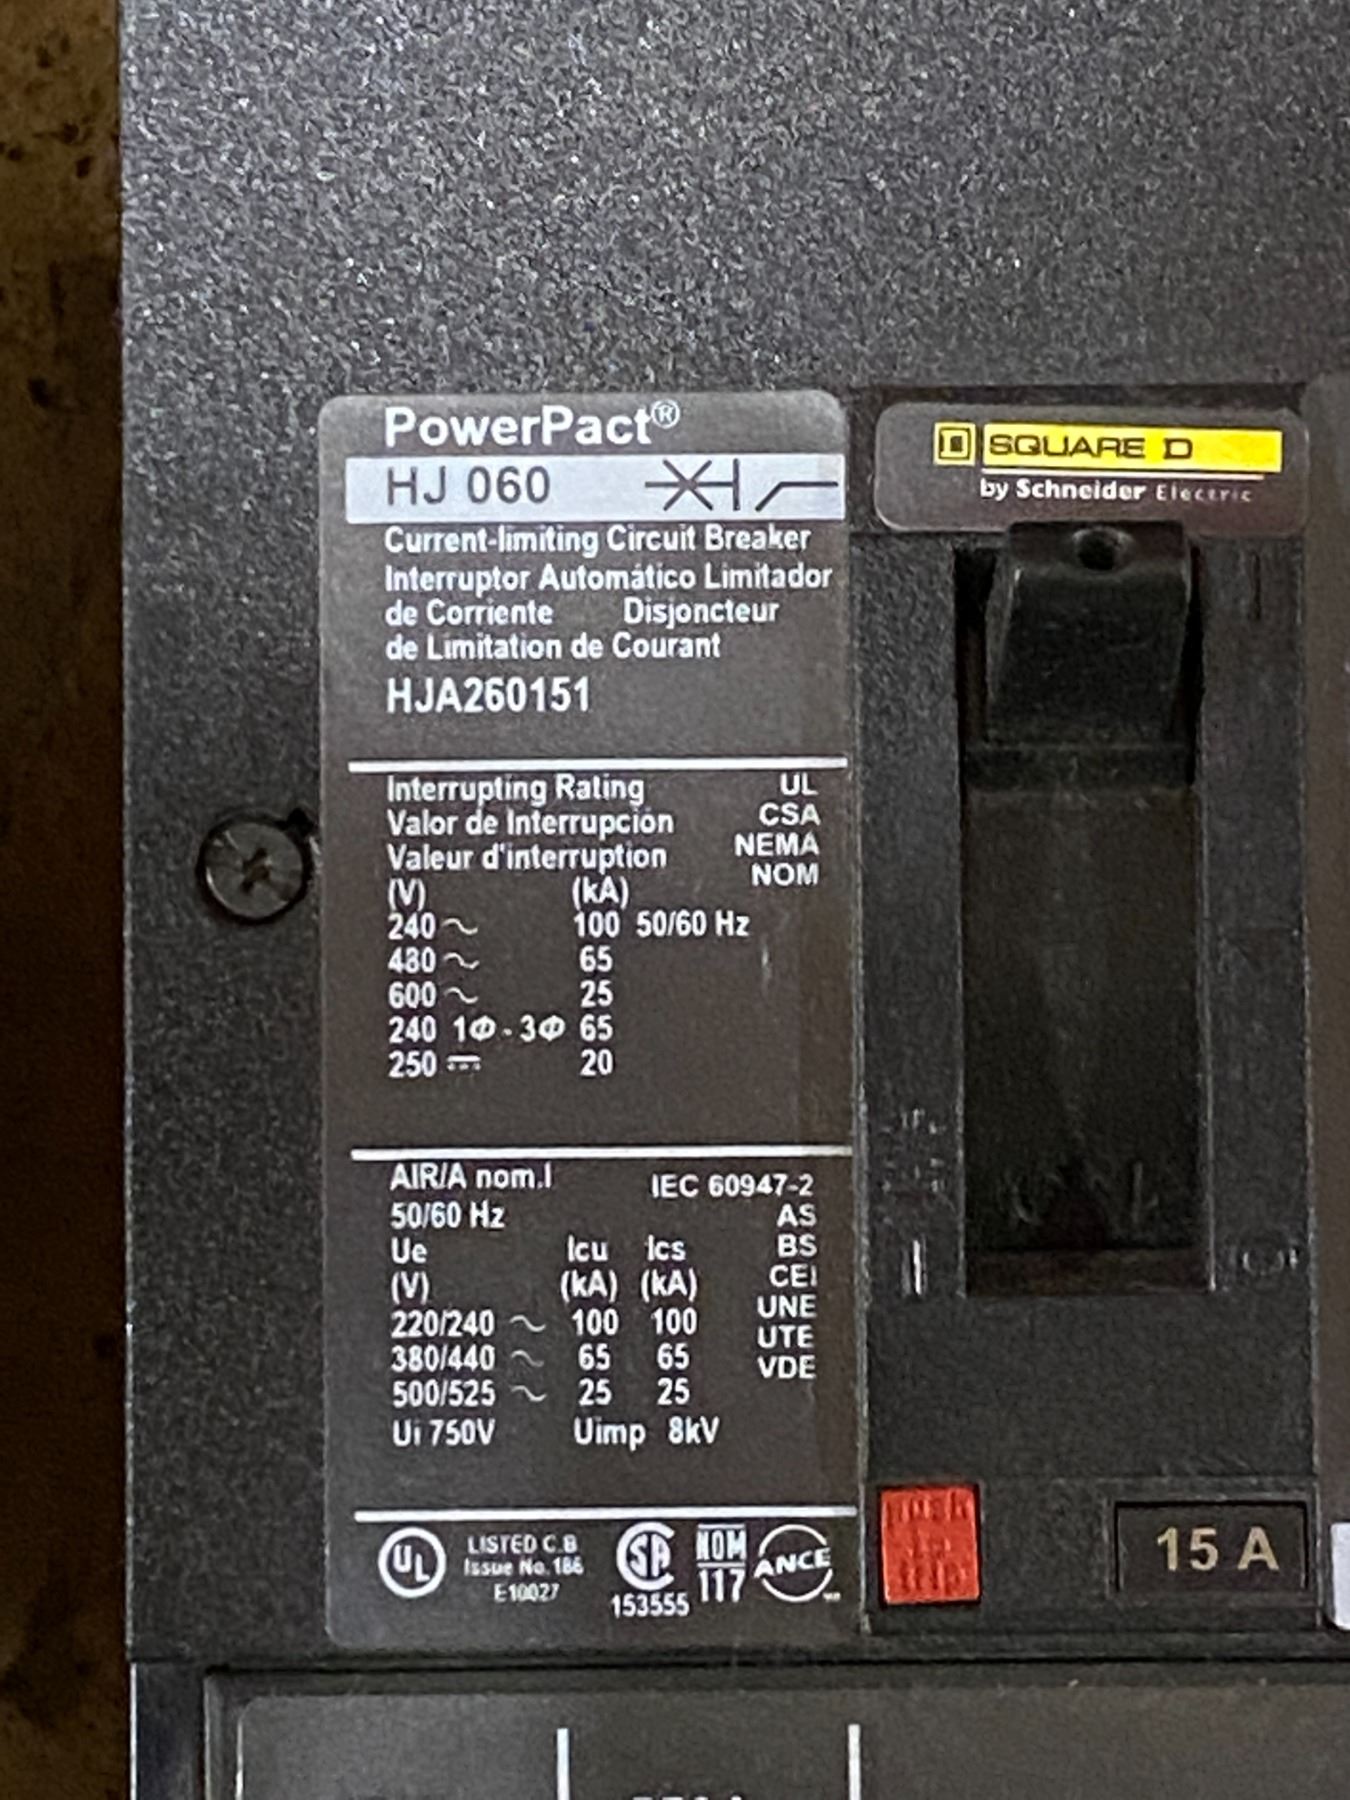 PowerPact®
HJ 060
Current-limiting Circuit Breaker
Interruptor Automático Limitador
de Corriente Disjoncteur
de Limitation de Courant
HJA260151
Interrupting Rating UL
Valor de Interrupción CSA
Valeur d'interruption NEMA
(V) (kA) NOM
240 ~ 100 50/60 Hz
480 ~ 65
600 ~ 25
240 1Φ - 3Φ 65
250 ⎓ 20
AIR/A nom.I IEC 60947-2
50/60 Hz AS
Ue Icu Ics BS
(V) (kA) (kA) CEI
220/240 ~ 100 100 UNE
380/440 ~ 65 65 UTE
500/525 ~ 25 25 VDE
Ui 750V Uimp 8kV
UL LISTED C.B. SA NOM ANCE
Issue No. 186 117
E10027 153555
D SQUARE D
by Schneider Electric
15 A